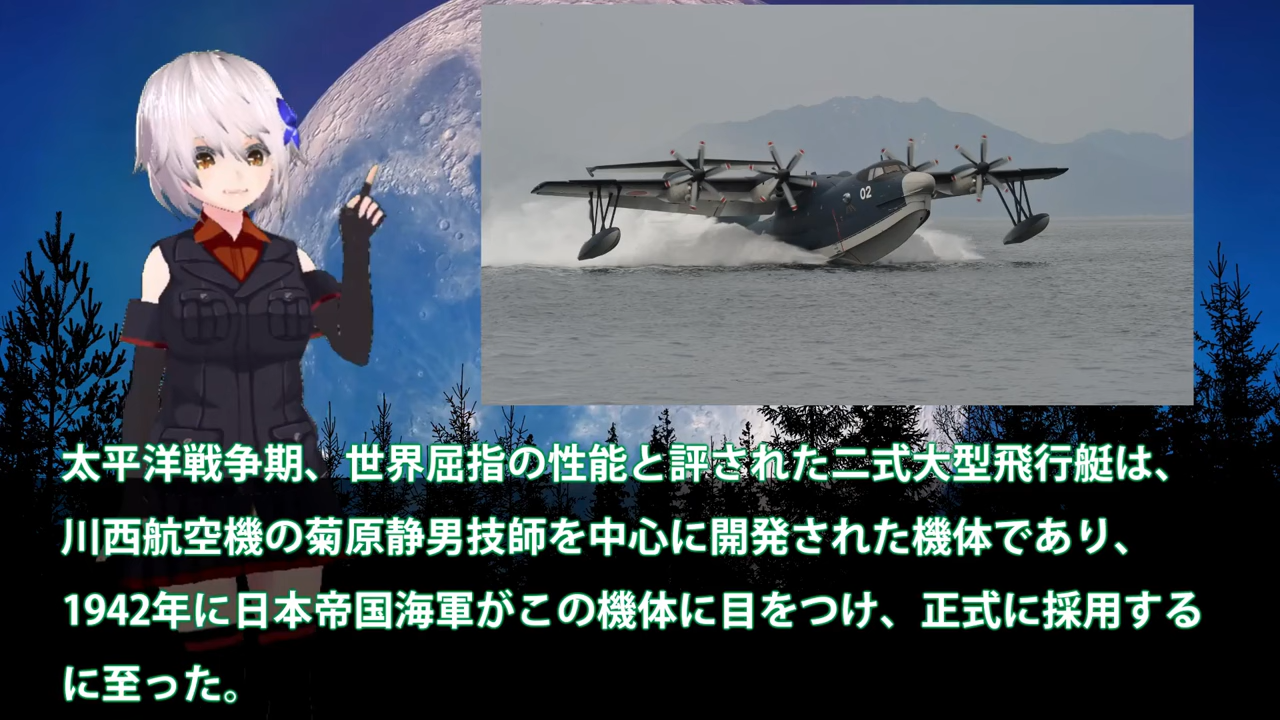 02
太平洋戦争期、世界屈指の性能と評された二式大型飛行艇は、
川西航空機の菊原静男技師を中心に開発された機体であり、
1942年に日本帝国海軍がこの機体に目をつけ、正式に採用する
に至った。